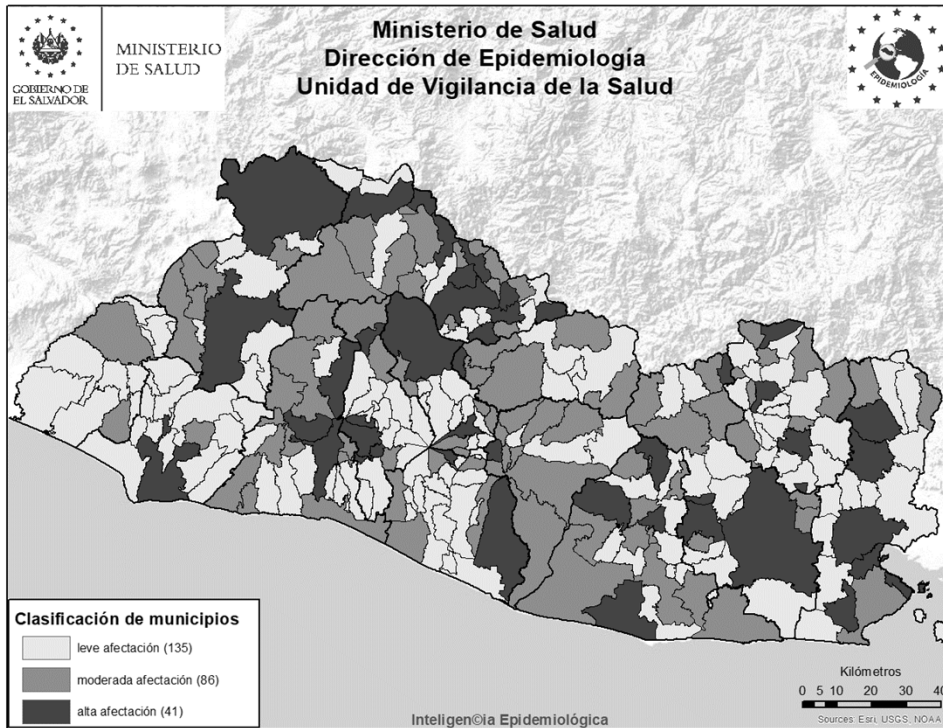 Ministerio de Salud
Dirección de Epidemiología
Unidad de Vigilancia de la Salud
MINISTERIO
DE SALUD
GOBIERNO DE
EL SALVADOR
EPIDEMIOLOGÍA
Clasificación de municipios
leve afectación (135)
moderada afectación (86)
alta afectación (41)
Kilómetros
0 5 10 20 30 40
Sources: Esri, USGS, NOAA
Inteligen©ia Epidemiológica